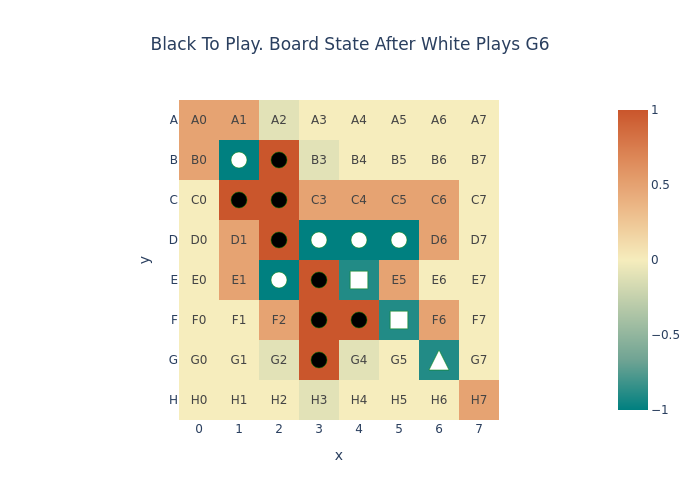 Black To Play. Board State After White Plays G6
A A0 A1 A2 A3 A4 A5 A6 A7
B B0 B3 B4 B5 B6 B7
C C0 C3 C4 C5 C6 C7
D D0 D1 D6 D7
E E0 E1 E5 E6 E7
F F0 F1 F2 F6 F7
G G0 G1 G2 G4 G5 G7
H H0 H1 H2 H3 H4 H5 H6 H7
0 1 2 3 4 5 6 7
x
y
1
0.5
0
−0.5
−1